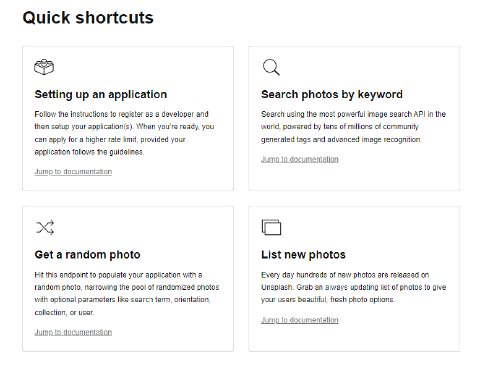 Quick shortcuts
Setting up an application
Follow the instructions to register as a developer and
then setup your application(s). When you're ready, you
can apply for a higher rate limit, provided your
application follows the guidelines.
Jump to documentation
Search photos by keyword
Search using the most powerful image search API in the
world, powered by tens of millions of community
generated tags and advanced image recognition.
Jump to documentation
Get a random photo
Hit this endpoint to populate your application with a
random photo, narrowing the pool of randomized photos
with optional parameters like search term, orientation,
collection, or user.
Jump to documentation
List new photos
Every day hundreds of new photos are released on
Unsplash. Grab an always updating list of photos to give
your users beautiful, fresh photo options.
Jump to documentation